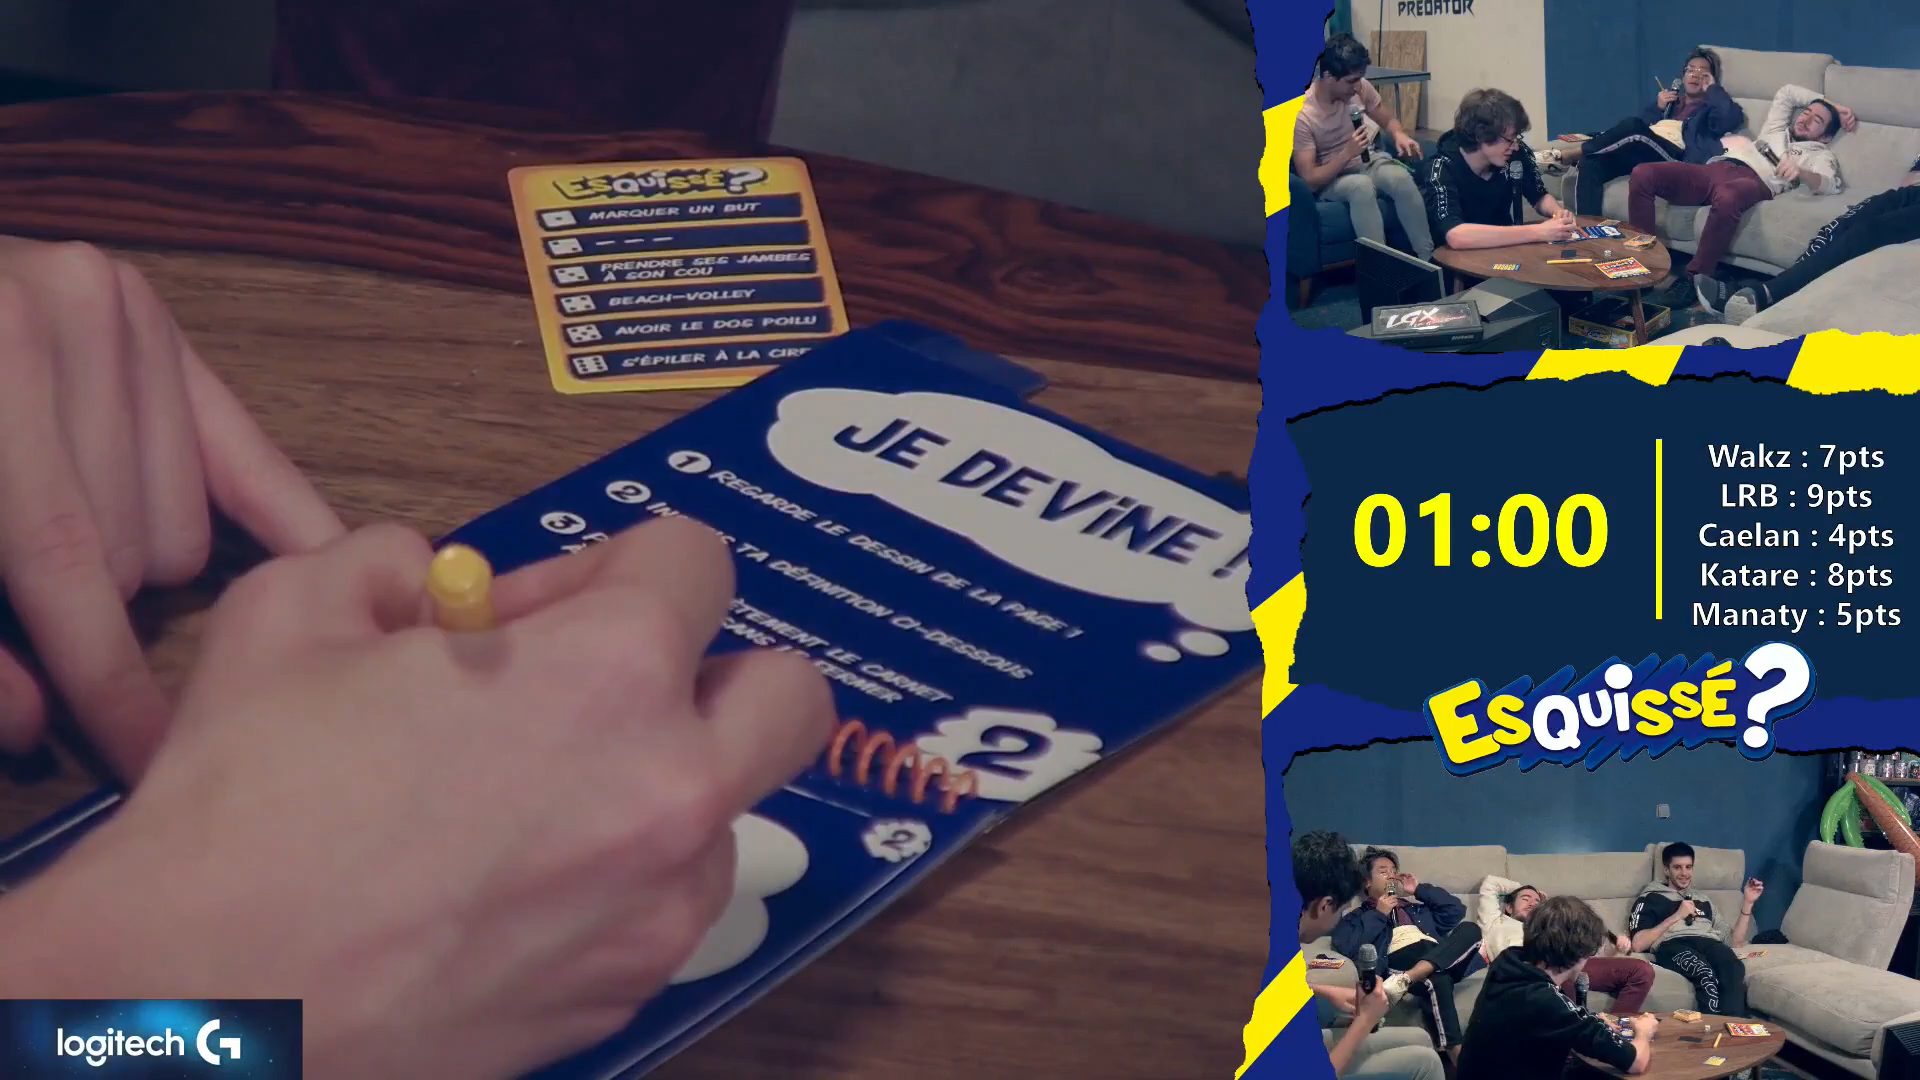 ESQUISSÉ?
MARQUER UN BUT
---
PRENDRE SES JAMBES
À SON COU
BEACH-VOLLEY
AVOIR LE DOS POILU
S'ÉPILER À LA CIRE
JE DEVINE !
1 REGARDE LE DESSIN DE LA PAGE 1
2 TA DÉFINITION CI-DESSOUS
3
LE CARNET
FERMER
2
2
logitech G
PREDATOR
LGX
01:00
Wakz : 7pts
LRB : 9pts
Caelan : 4pts
Katare : 8pts
Manaty : 5pts
ESQUISSÉ?